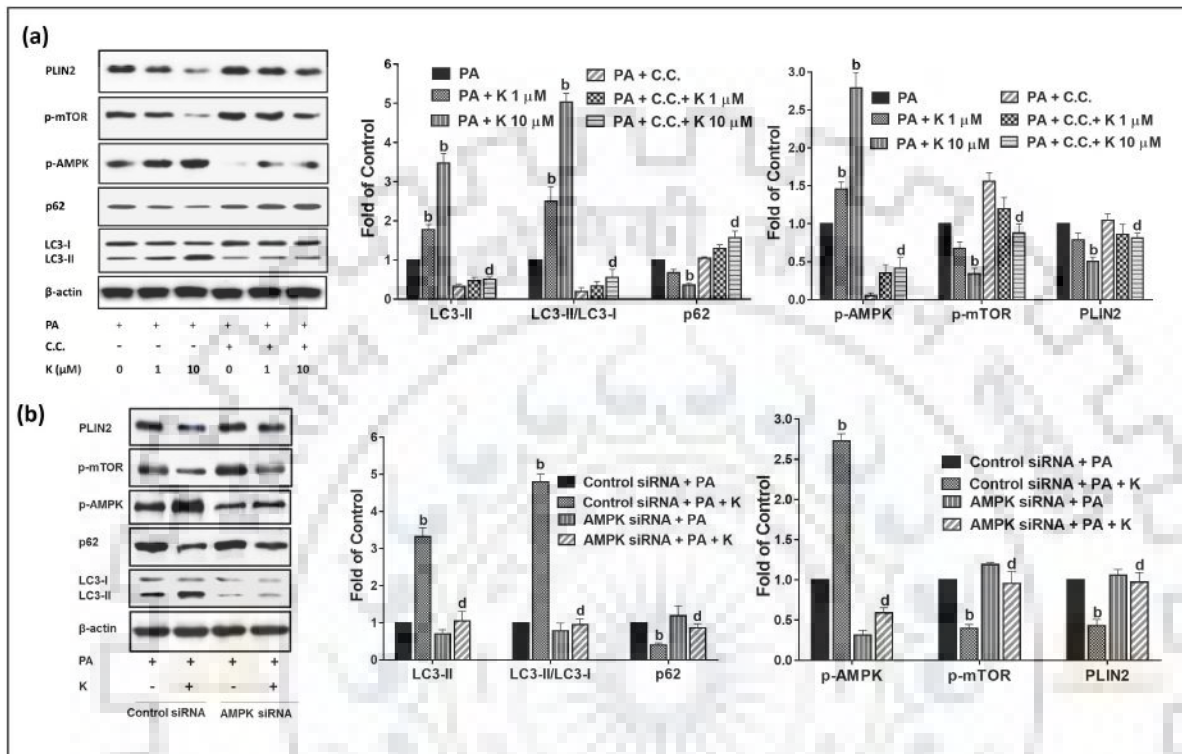 (a)
PLIN2
p-mTOR
p-AMPK
p62
LC3-I
LC3-II
β-actin
PA + + + + + +
C.C. - - - + + +
K (μM) 0 1 10 0 1 10
Fold of Control
6
5
4
3
2
1
0
PA
PA + K 1 μM
PA + K 10 μM
PA + C.C.
PA + C.C.+ K 1 μM
PA + C.C.+ K 10 μM
b b d b b d b d
LC3-II LC3-II/LC3-I p62
Fold of Control
3.0
2.5
2.0
1.5
1.0
0.5
0.0
PA
PA + K 1 μM
PA + K 10 μM
PA + C.C.
PA + C.C.+ K 1 μM
PA + C.C.+ K 10 μM
b b d b d b d
p-AMPK p-mTOR PLIN2
(b)
PLIN2
p-mTOR
p-AMPK
p62
LC3-I
LC3-II
β-actin
PA + + + +
K - + - +
Control siRNA AMPK siRNA
Fold of Control
6
5
4
3
2
1
0
Control siRNA + PA
Control siRNA + PA + K
AMPK siRNA + PA
AMPK siRNA + PA + K
b d b d b d
LC3-II LC3-II/LC3-I p62
Fold of Control
3.0
2.5
2.0
1.5
1.0
0.5
0.0
Control siRNA + PA
Control siRNA + PA + K
AMPK siRNA + PA
AMPK siRNA + PA + K
b d b d b d
p-AMPK p-mTOR PLIN2